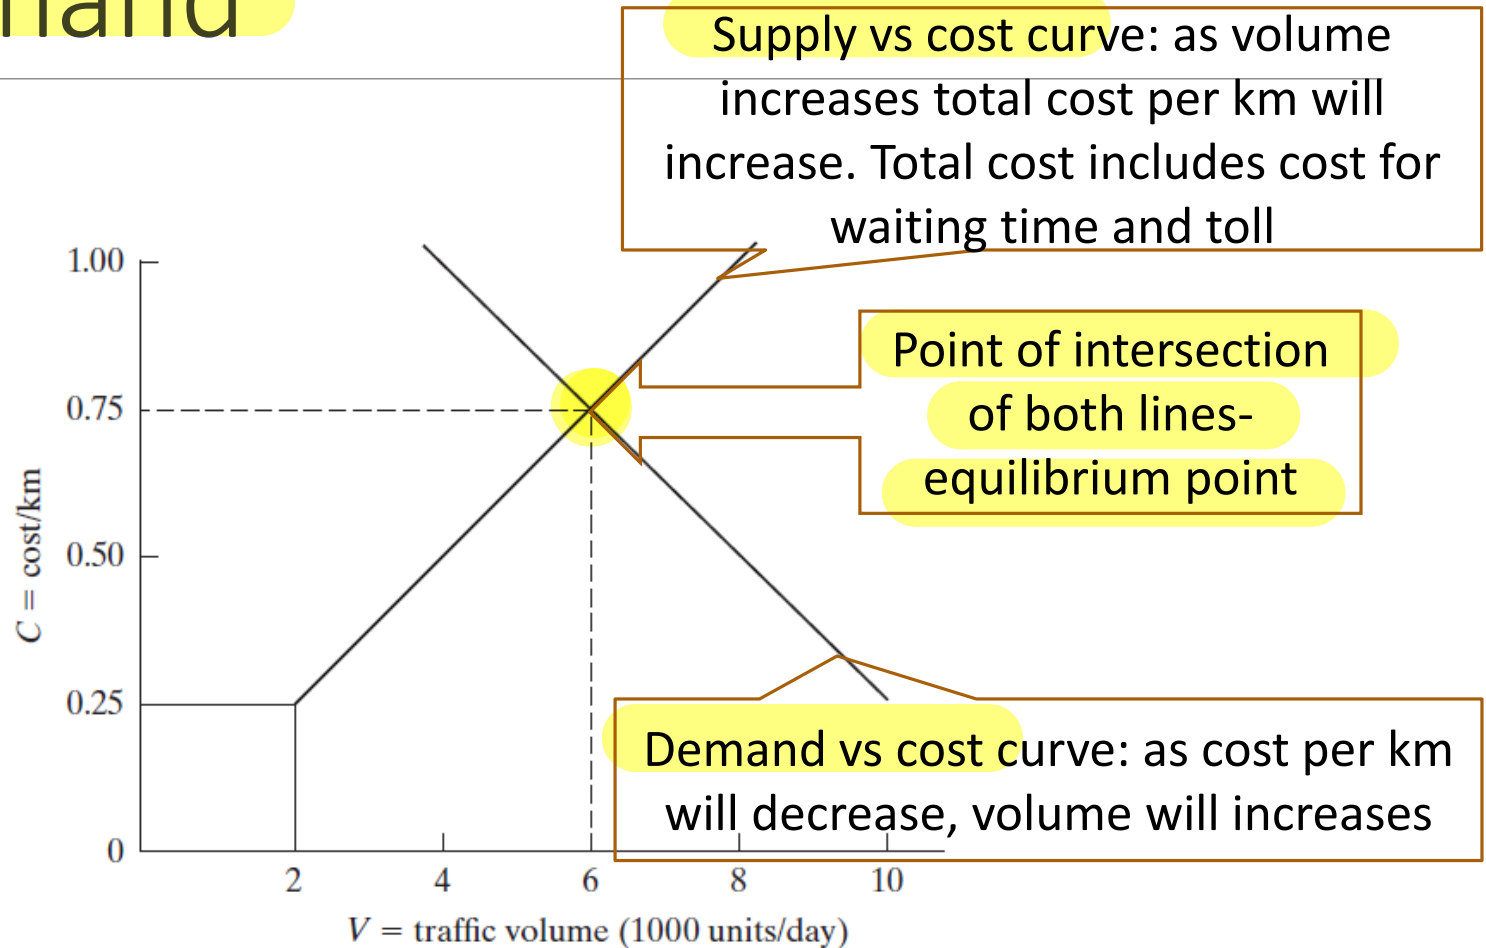 Supply vs cost curve: as volume
increases total cost per km will
increase. Total cost includes cost for
waiting time and toll
1.00
Point of intersection
of both lines-
equilibrium point
0.75
C = cost/km
0.50
0.25
Demand vs cost curve: as cost per km
will decrease, volume will increases
0
2 4 6 8 10
V = traffic volume (1000 units/day)